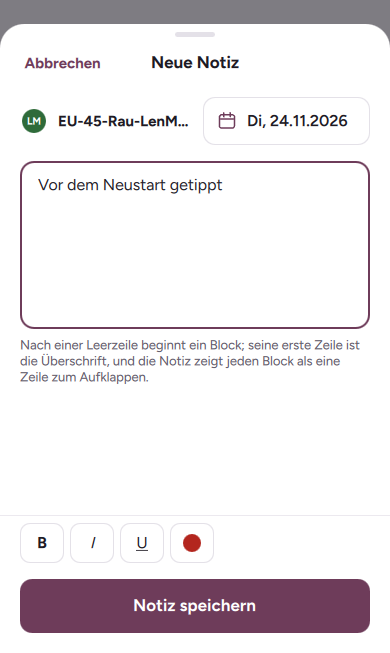 Abbrechen
Neue Notiz
LM
EU-45-Rau-LenM...
Di, 24.11.2026
Vor dem Neustart getippt
Nach einer Leerzeile beginnt ein Block; seine erste Zeile ist
die Überschrift, und die Notiz zeigt jeden Block als eine
Zeile zum Aufklappen.
B
I
U
Notiz speichern